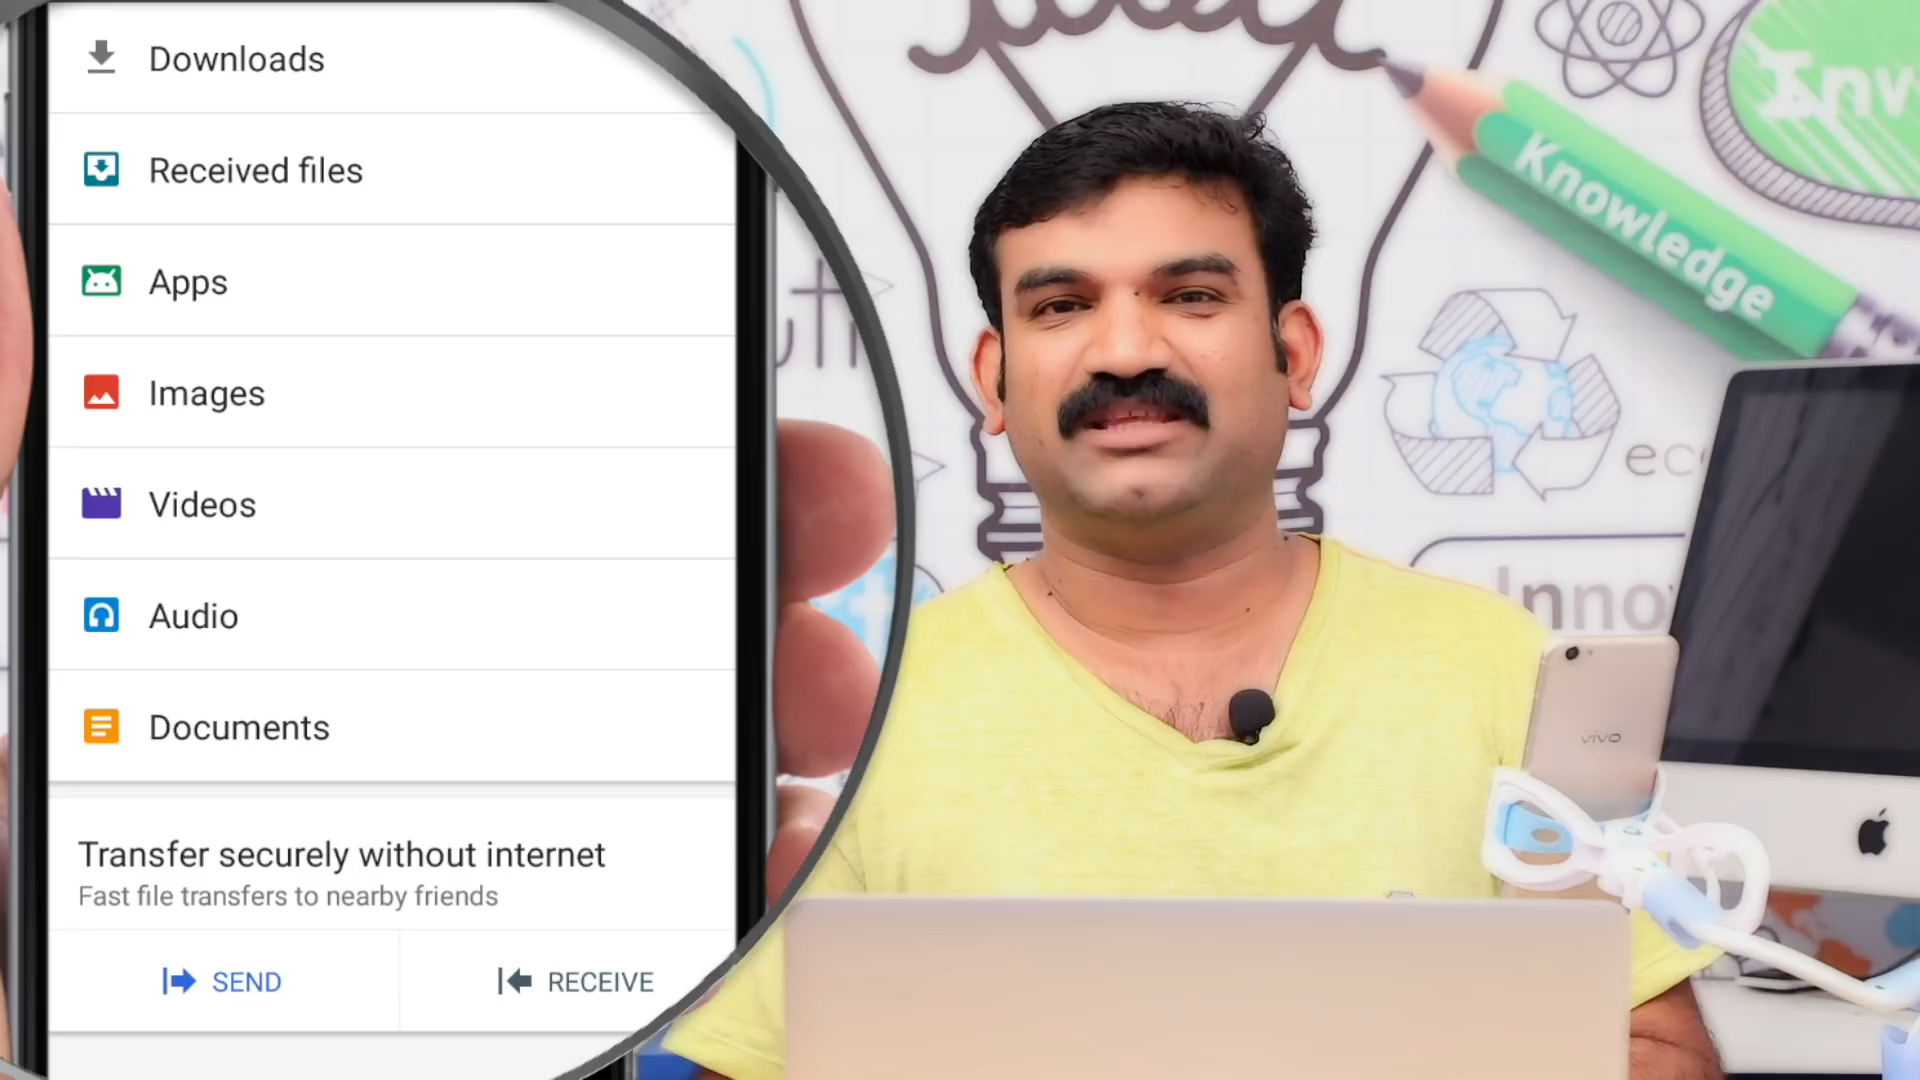 Downloads
Received files
Apps
Images
Videos
Audio
Documents
Transfer securely without internet
Fast file transfers to nearby friends
SEND
RECEIVE
Knowledge
vivo